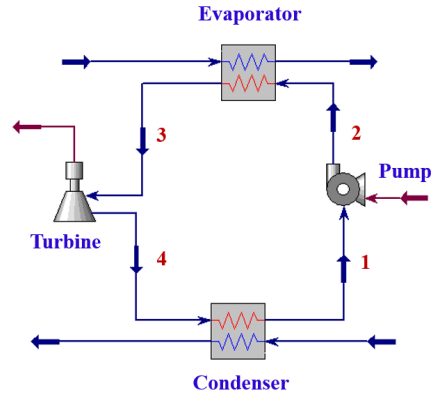 Evaporator
3
2
Pump
Turbine
4
1
Condenser